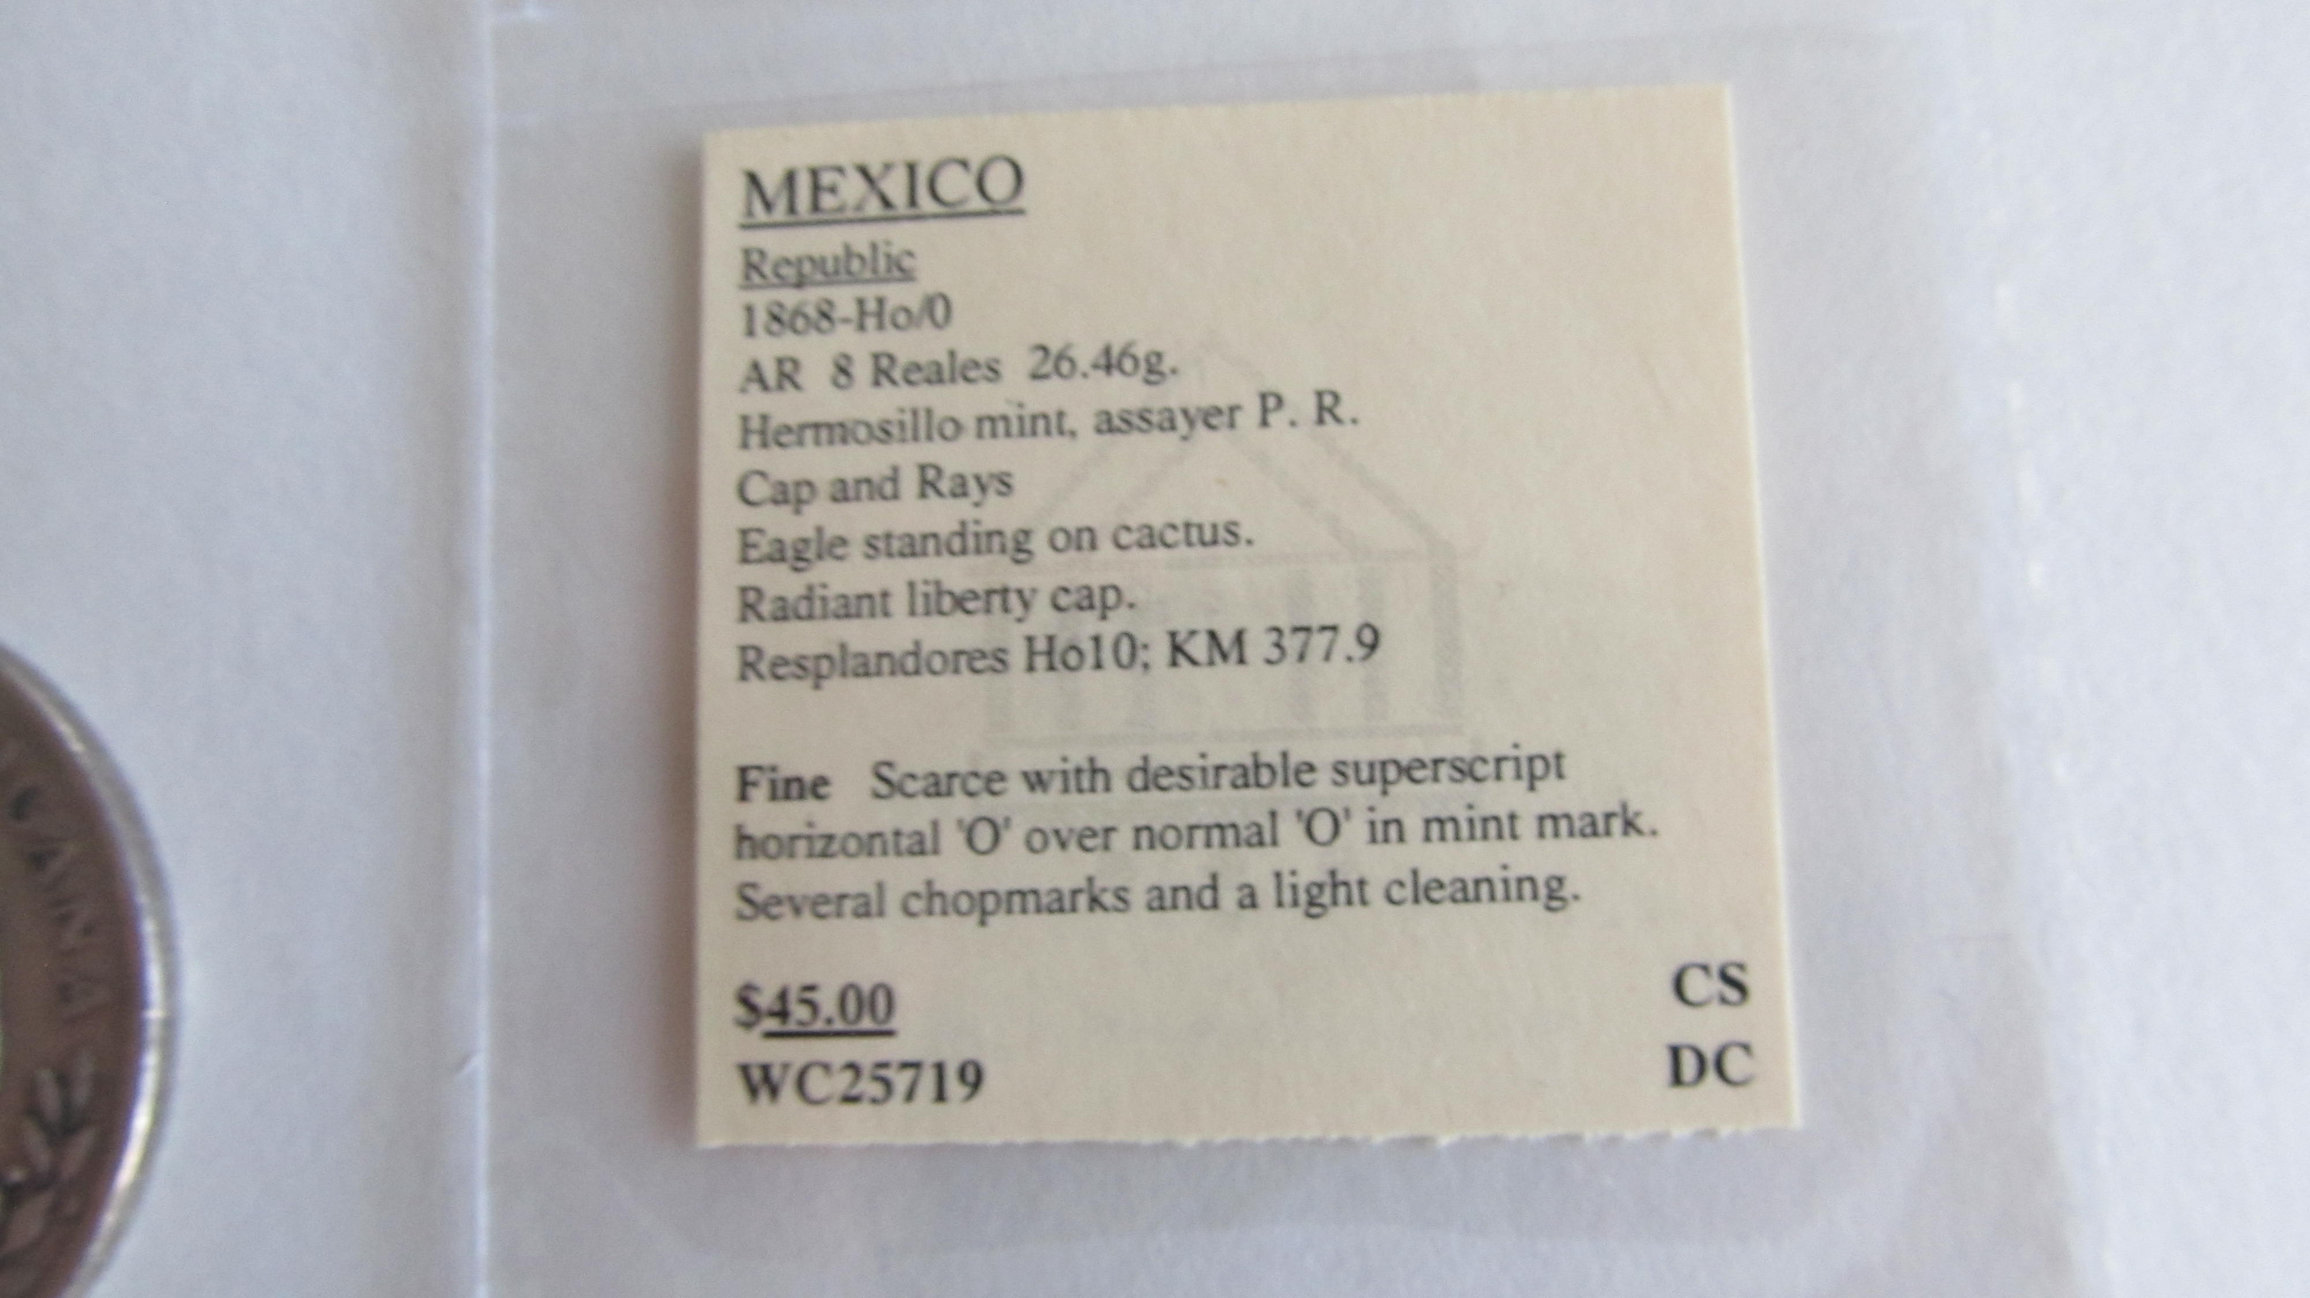 MEXICO
Republic
1868-Ho/0
AR 8 Reales 26.46g.
Hermosillo mint, assayer P. R.
Cap and Rays
Eagle standing on cactus.
Radiant liberty cap.
Resplandores Ho10; KM 377.9
Fine Scarce with desirable superscript
horizontal 'O' over normal 'O' in mint mark.
Several chopmarks and a light cleaning.
$45.00
CS
WC25719
DC